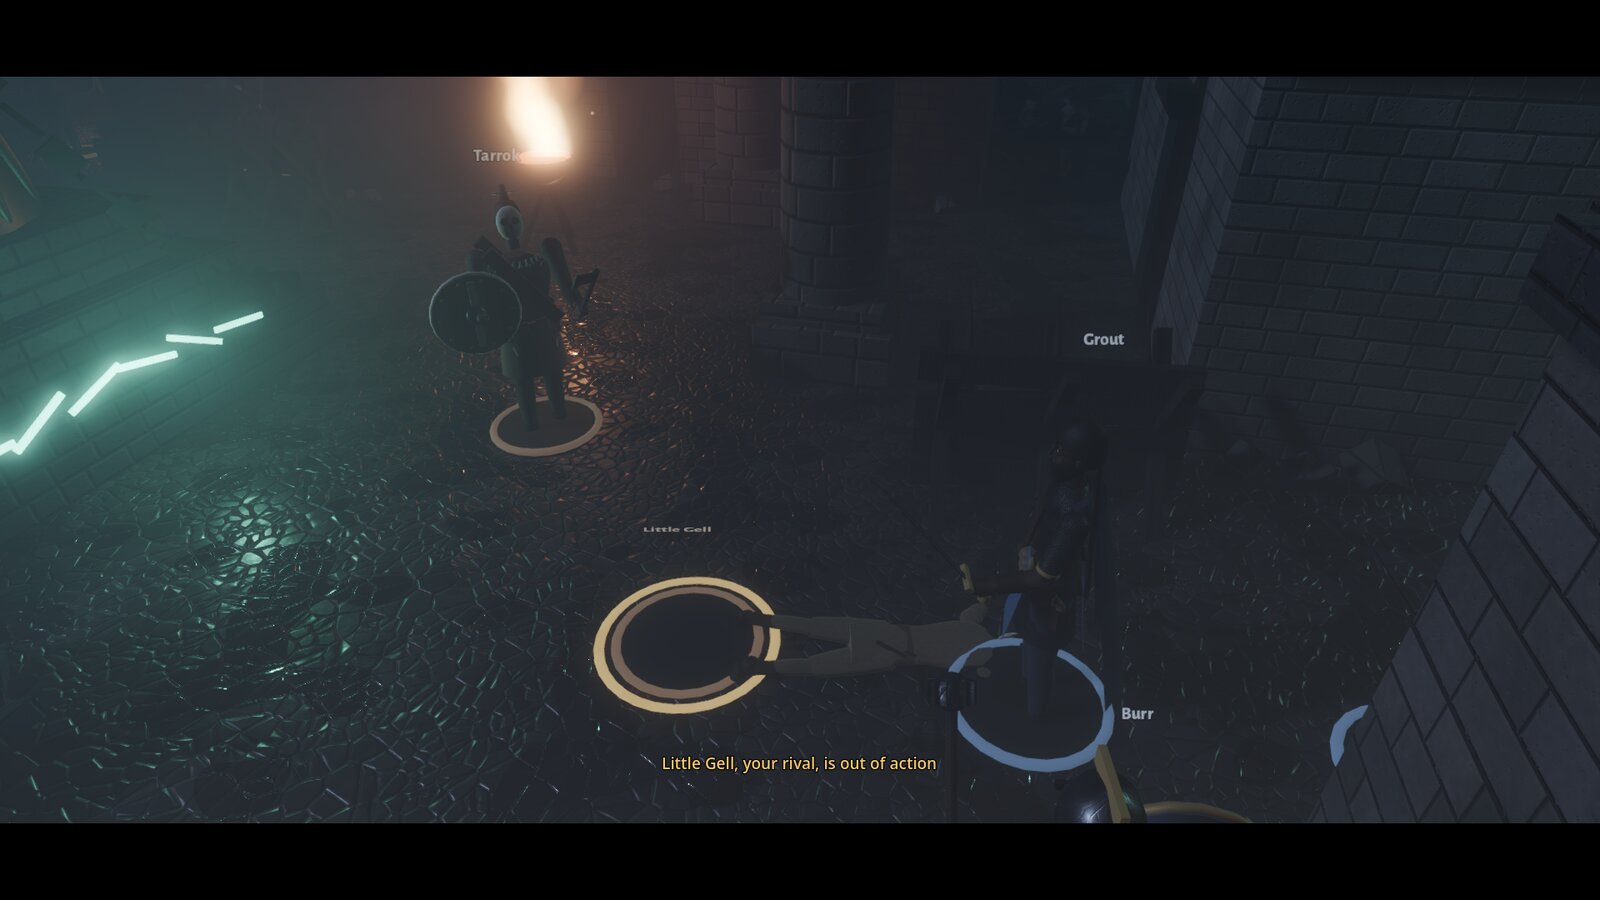 Tarrok
Grout
Little Gell
Burr
Little Gell, your rival, is out of action